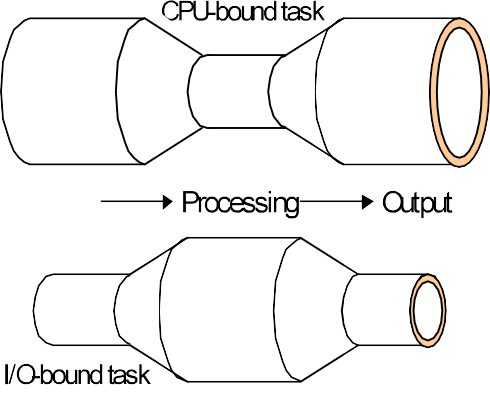 CPU-bound task
Processing
Output
I/O-bound task